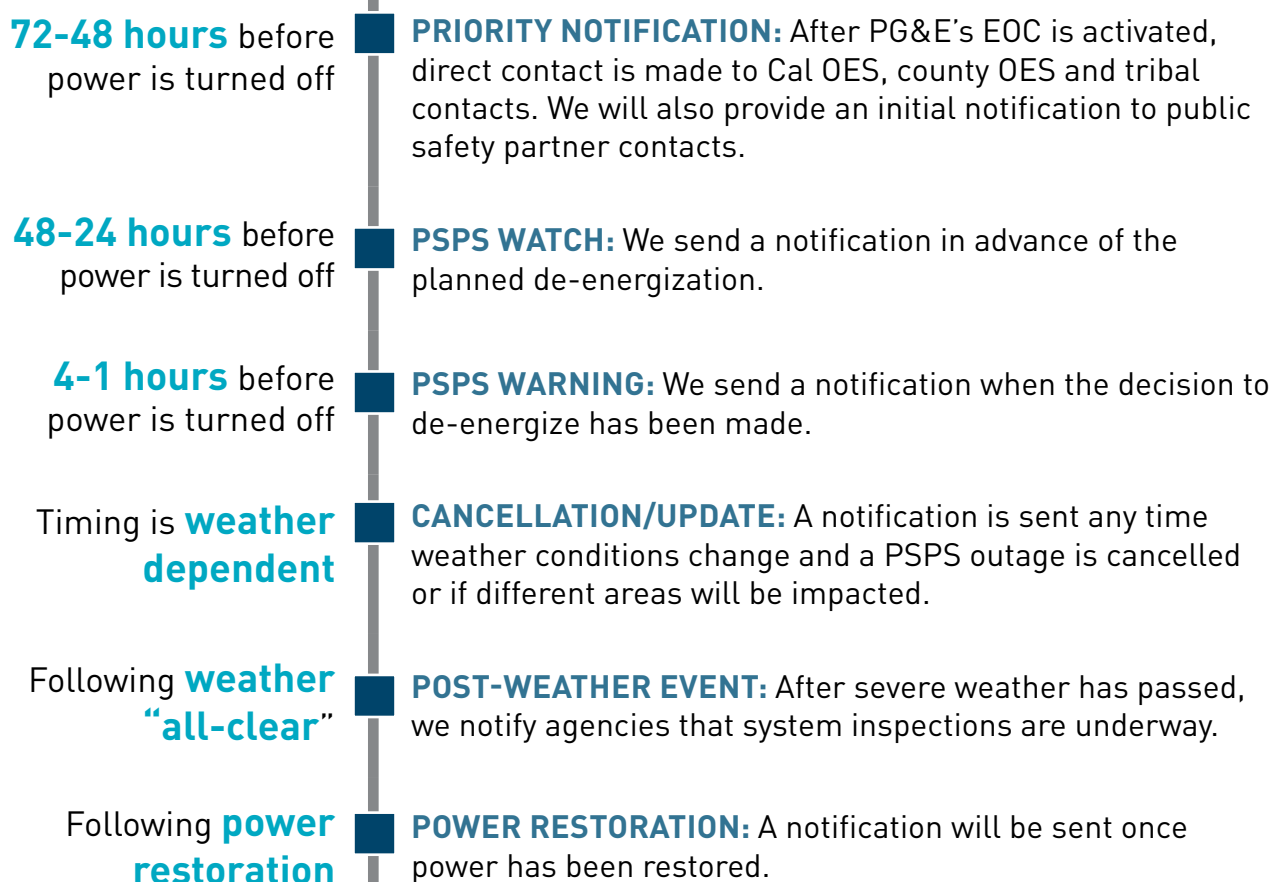 72-48 hours before
power is turned off
PRIORITY NOTIFICATION: After PG&E’s EOC is activated,
direct contact is made to Cal OES, county OES and tribal
contacts. We will also provide an initial notification to public
safety partner contacts.
48-24 hours before
power is turned off
PSPS WATCH: We send a notification in advance of the
planned de-energization.
4-1 hours before
power is turned off
PSPS WARNING: We send a notification when the decision to
de-energize has been made.
Timing is weather
dependent
CANCELLATION/UPDATE: A notification is sent any time
weather conditions change and a PSPS outage is cancelled
or if different areas will be impacted.
Following weather
“all-clear”
POST-WEATHER EVENT: After severe weather has passed,
we notify agencies that system inspections are underway.
Following power
restoration
POWER RESTORATION: A notification will be sent once
power has been restored.